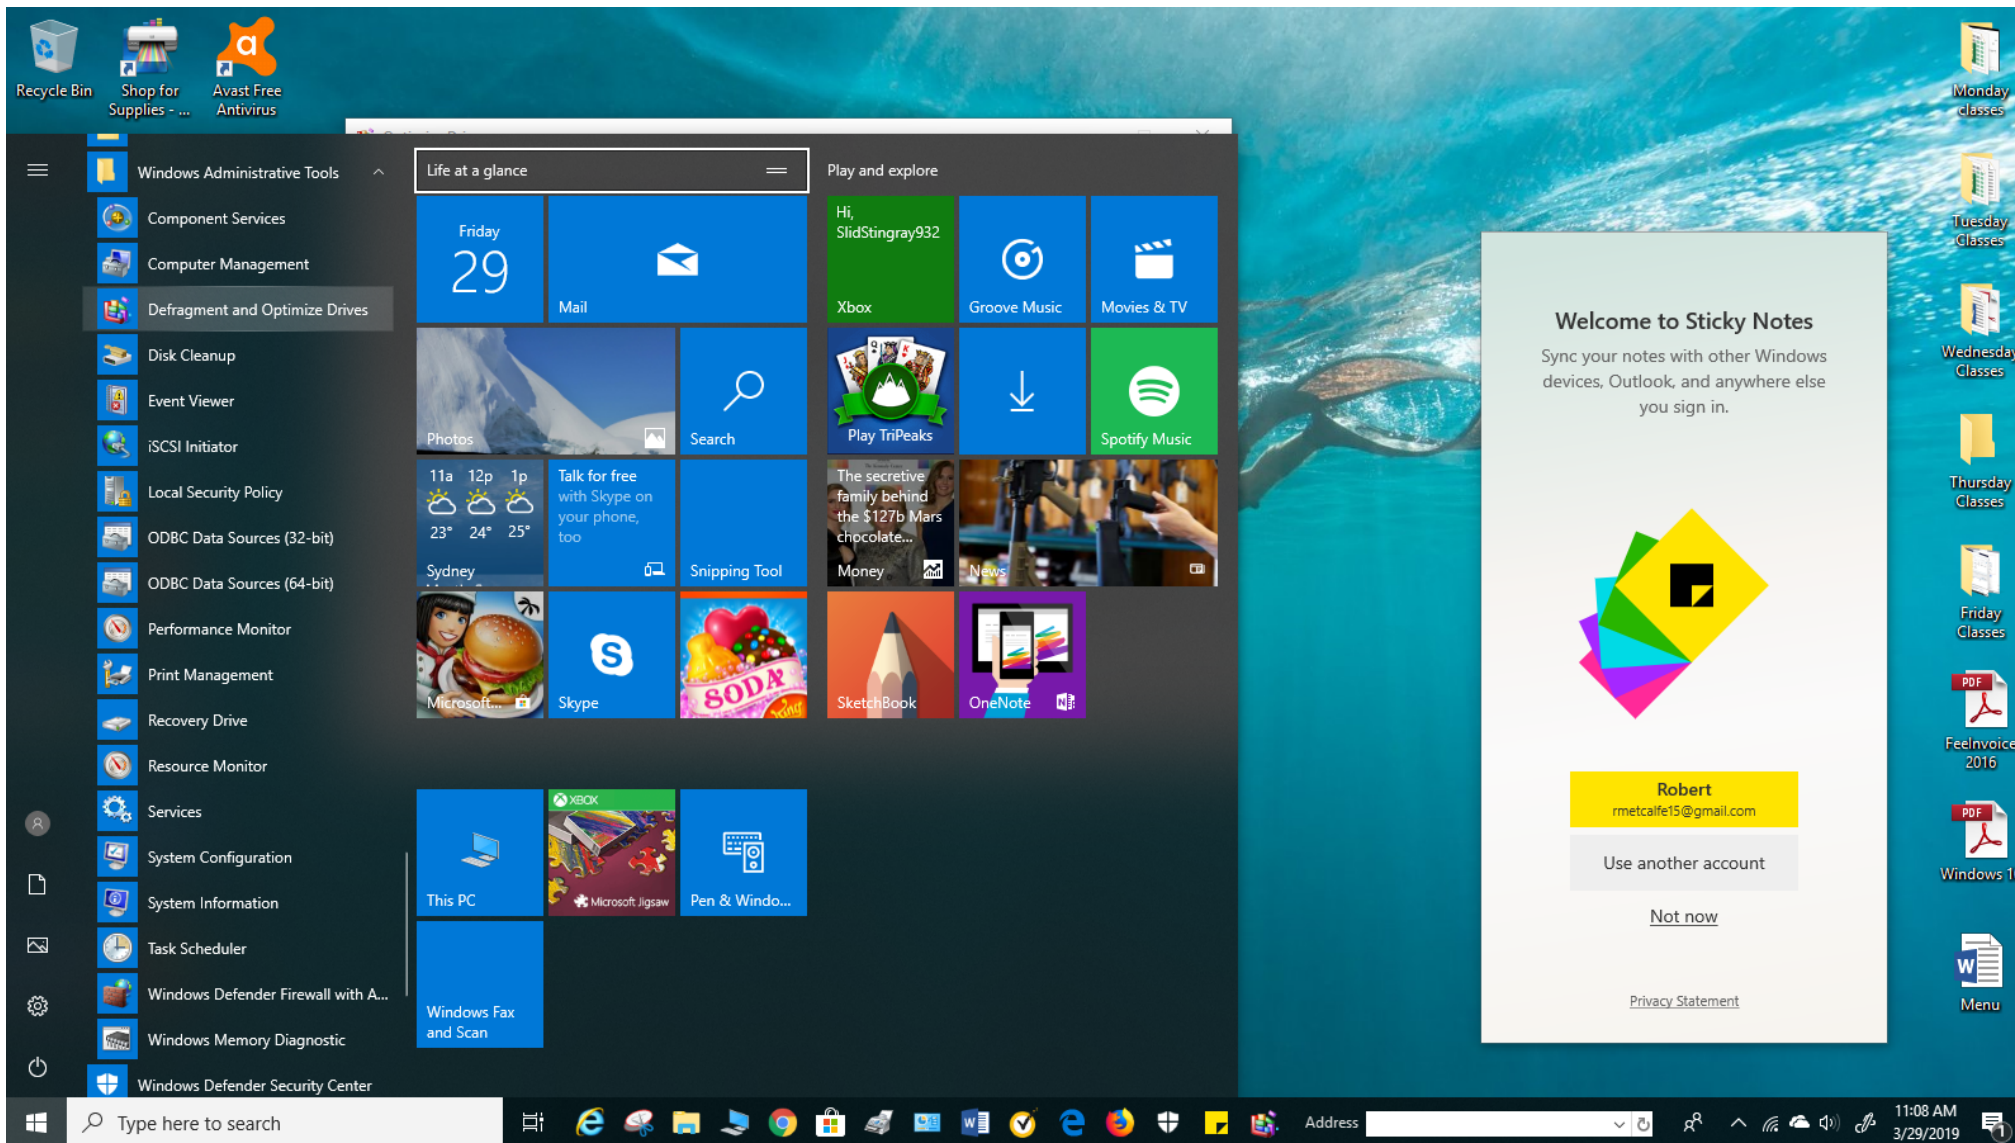 Recycle Bin
Shop for
Supplies - ...
Avast Free
Antivirus
Windows Administrative Tools
Component Services
Computer Management
Defragment and Optimize Drives
Disk Cleanup
Event Viewer
iSCSI Initiator
Local Security Policy
ODBC Data Sources (32-bit)
ODBC Data Sources (64-bit)
Performance Monitor
Print Management
Recovery Drive
Resource Monitor
Services
System Configuration
System Information
Task Scheduler
Windows Defender Firewall with A...
Windows Memory Diagnostic
Windows Defender Security Center
Life at a glance
Friday
29
Mail
Photos
Search
11a 12p 1p
23° 24° 25°
Sydney
Talk for free
with Skype on
your phone,
too
Snipping Tool
Microsoft...
Skype
SODA
King
This PC
XBOX
Microsoft Jigsaw
Pen & Windo...
Windows Fax
and Scan
Play and explore
Hi,
SlidStingray932
Xbox
Groove Music
Movies & TV
Play TriPeaks
Spotify Music
The secretive
family behind
the $127b Mars
chocolate...
Money
News
SketchBook
OneNote
Welcome to Sticky Notes
Sync your notes with other Windows
devices, Outlook, and anywhere else
you sign in.
Robert
rmetcalfe15@gmail.com
Use another account
Not now
Privacy Statement
Monday
classes
Tuesday
Classes
Wednesday
Classes
Thursday
Classes
Friday
Classes
PDF
FeeInvoice
2016
PDF
Windows 1
W
Menu
Type here to search
Address
11:08 AM
3/29/2019
1